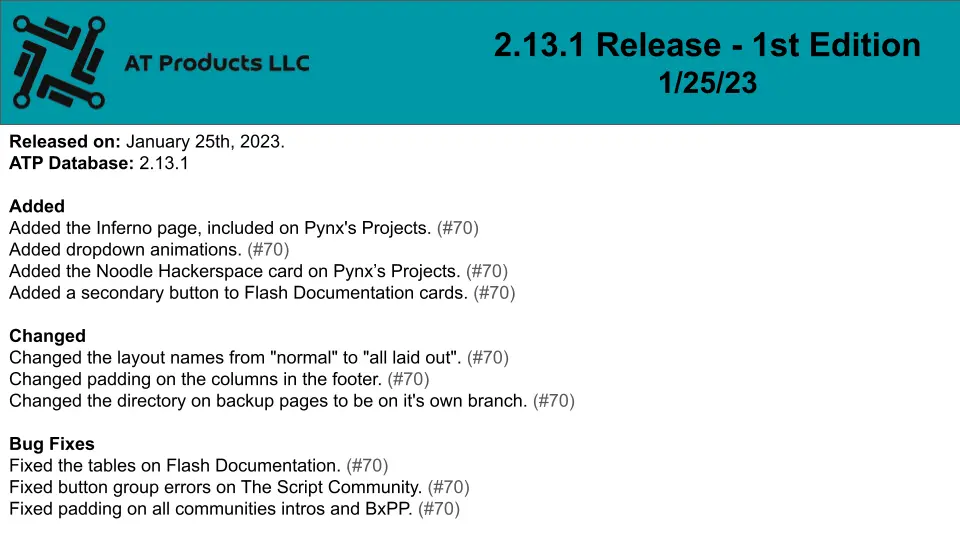 AT Products LLC
2.13.1 Release - 1st Edition
1/25/23
Released on: January 25th, 2023.
ATP Database: 2.13.1
Added
Added the Inferno page, included on Pynx's Projects. (#70)
Added dropdown animations. (#70)
Added the Noodle Hackerspace card on Pynx’s Projects. (#70)
Added a secondary button to Flash Documentation cards. (#70)
Changed
Changed the layout names from "normal" to "all laid out". (#70)
Changed padding on the columns in the footer. (#70)
Changed the directory on backup pages to be on it's own branch. (#70)
Bug Fixes
Fixed the tables on Flash Documentation. (#70)
Fixed button group errors on The Script Community. (#70)
Fixed padding on all communities intros and BxPP. (#70)